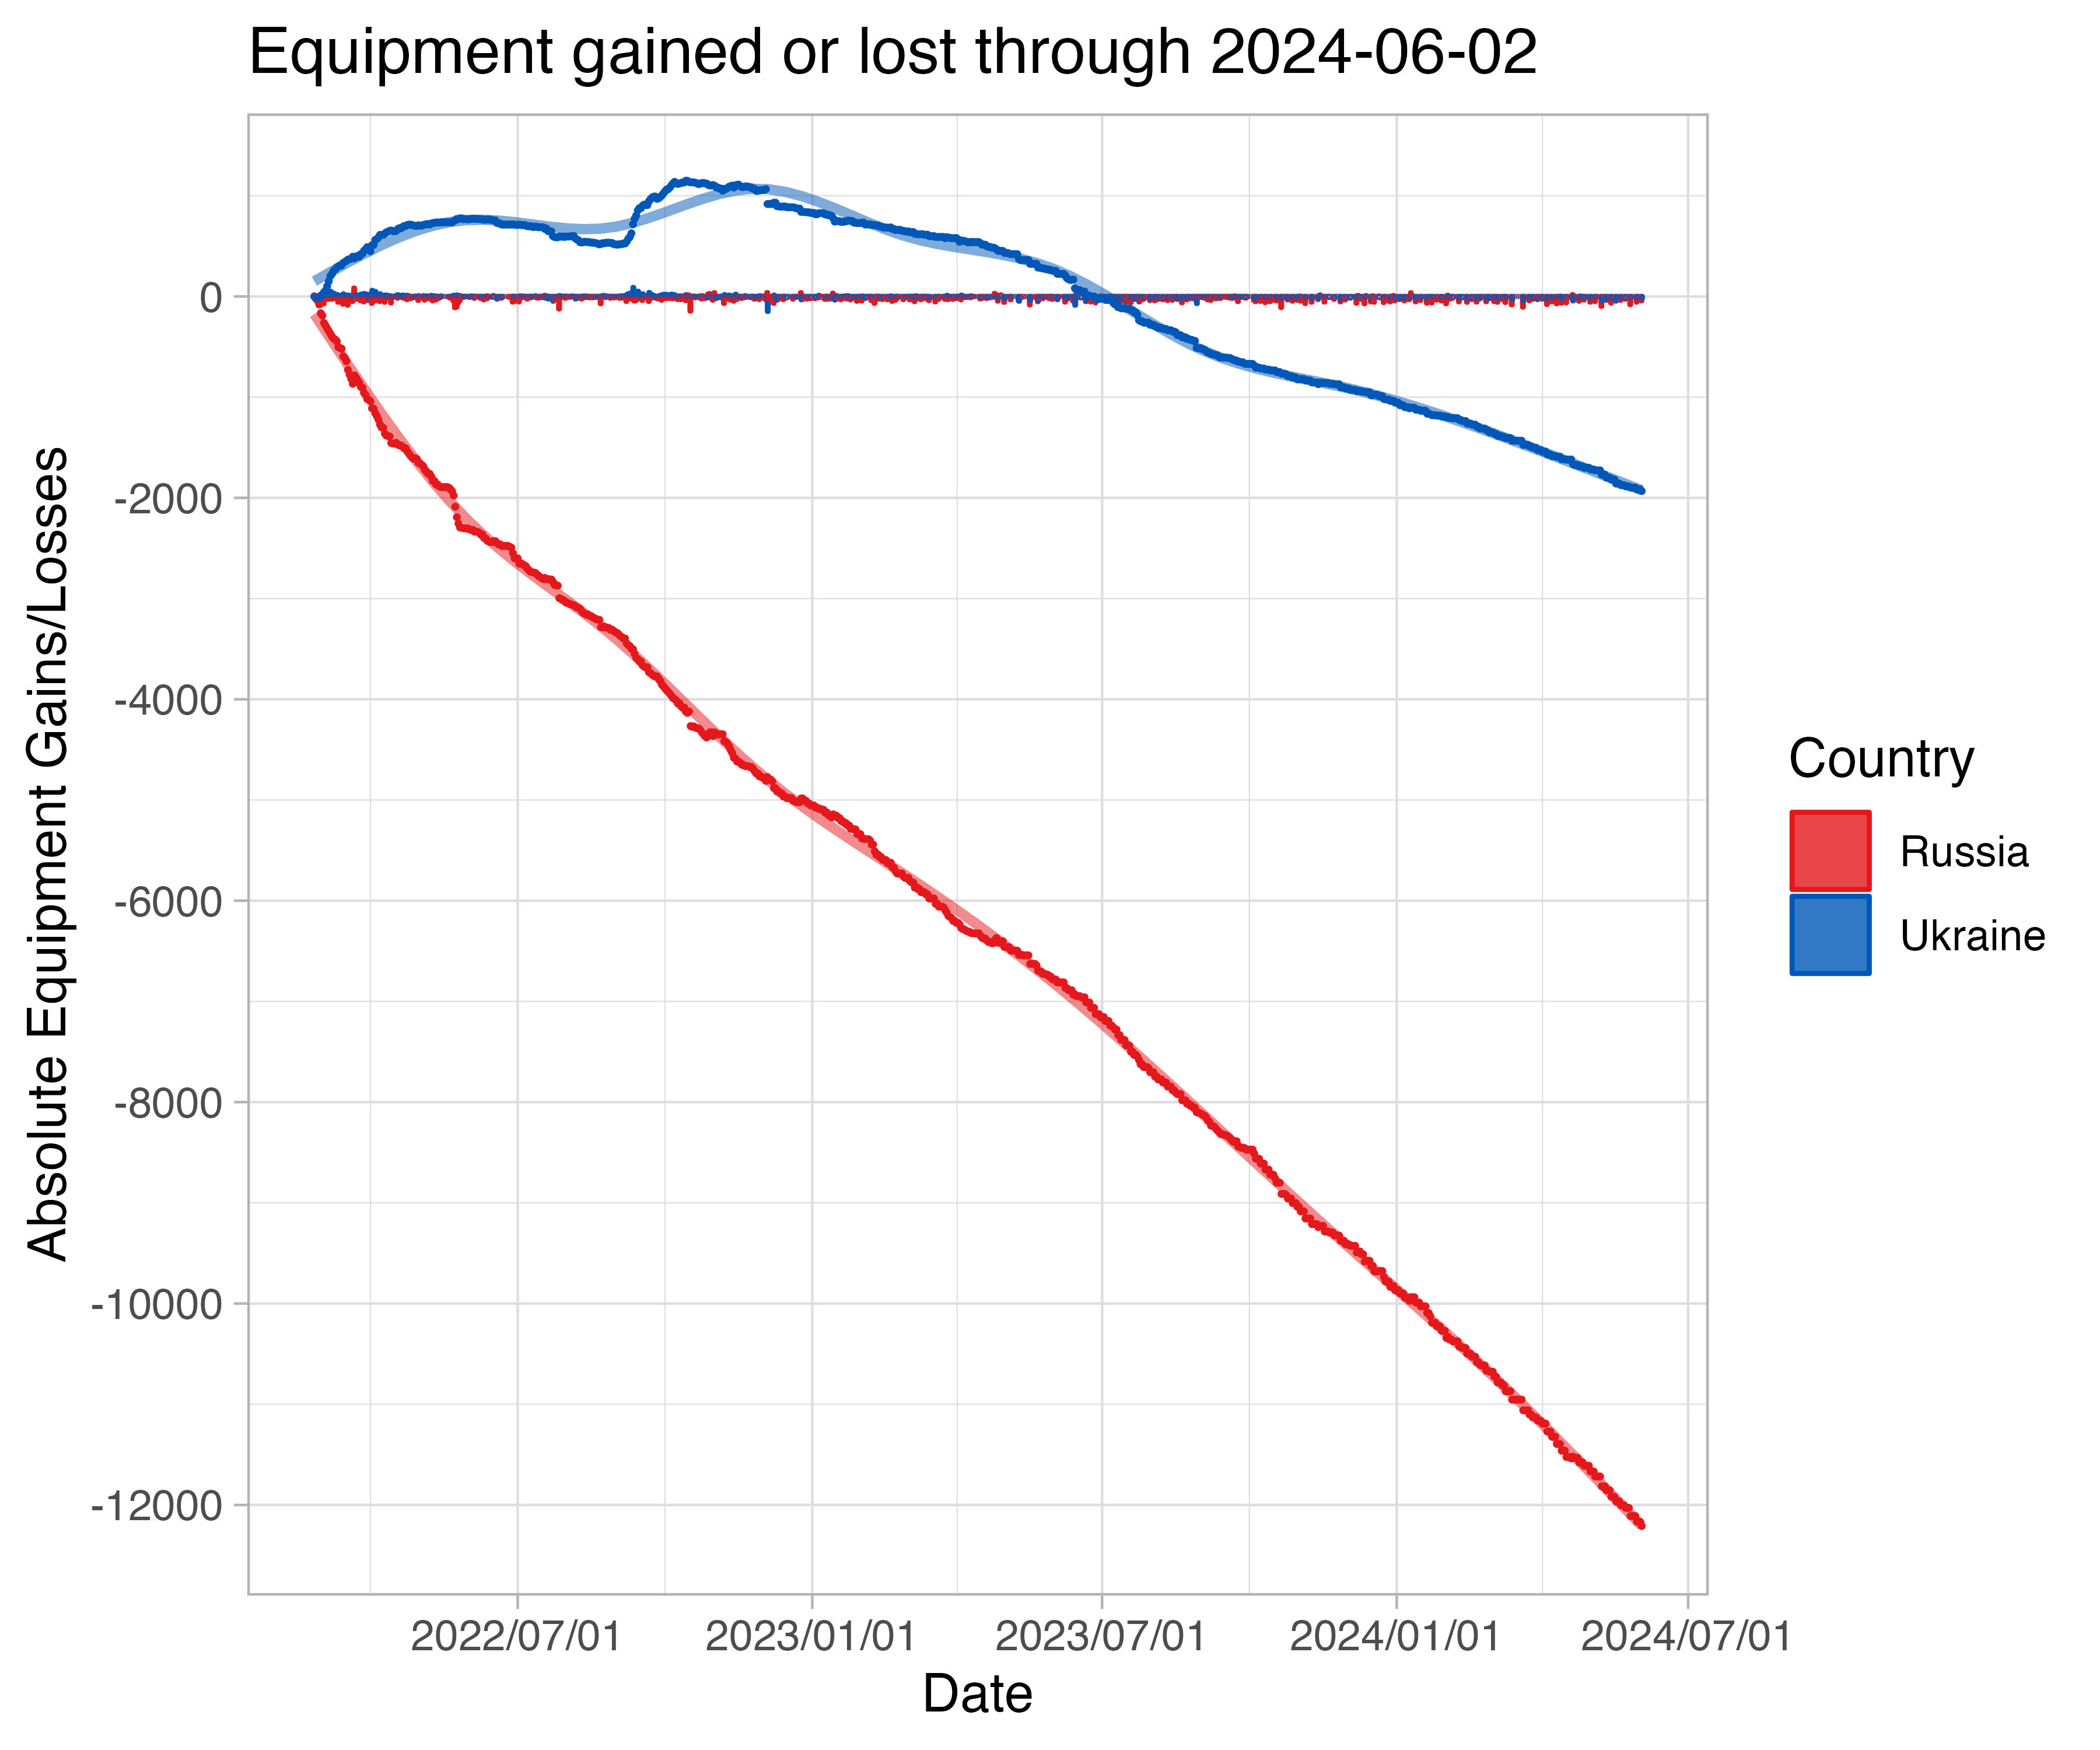 Equipment gained or lost through 2024-06-02
Absolute Equipment Gains/Losses
0
-2000
-4000
-6000
-8000
-10000
-12000
2022/07/01
2023/01/01
2023/07/01
2024/01/01
2024/07/01
Date
Country
Russia
Ukraine